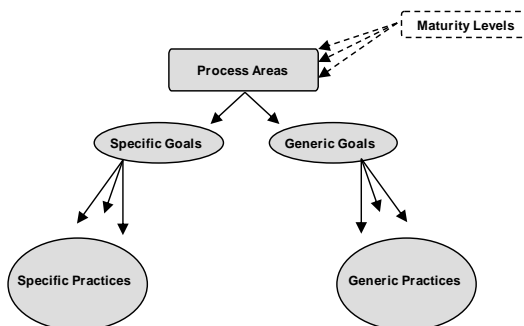 Maturity Levels
Process Areas
Specific Goals
Generic Goals
Specific Practices
Generic Practices